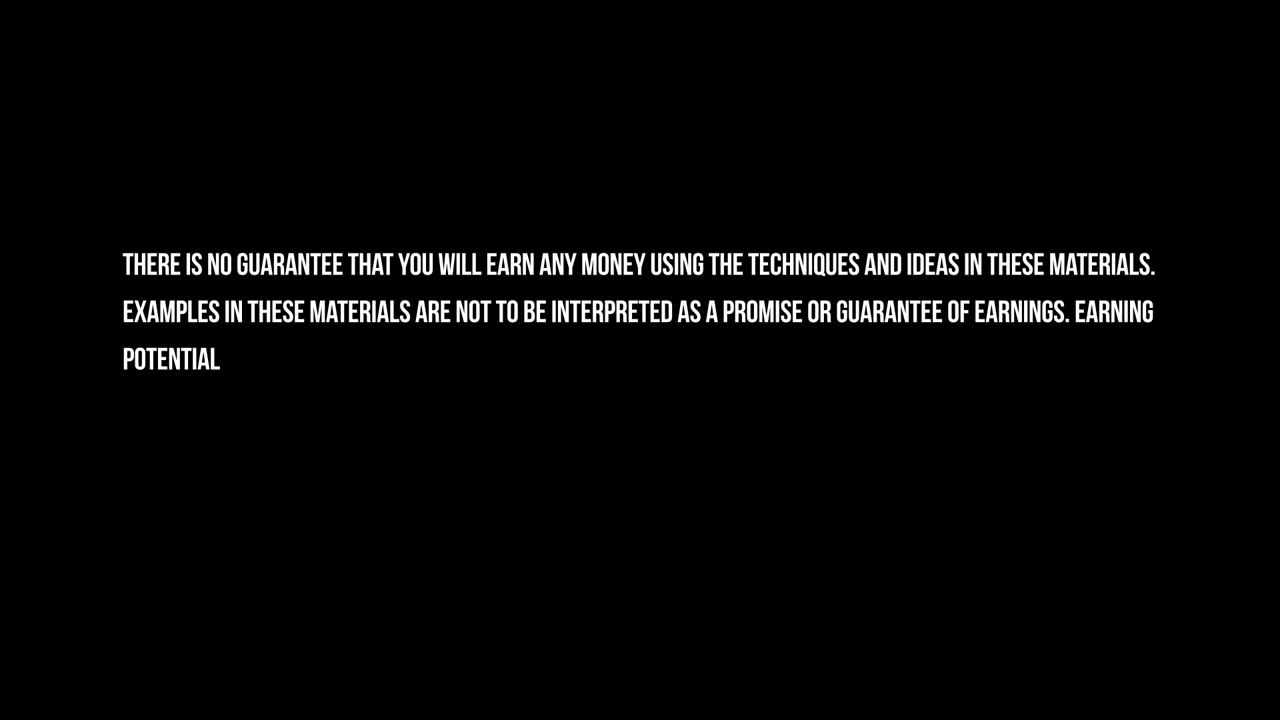 THERE IS NO GUARANTEE THAT YOU WILL EARN ANY MONEY USING THE TECHNIQUES AND IDEAS IN THESE MATERIALS.
EXAMPLES IN THESE MATERIALS ARE NOT TO BE INTERPRETED AS A PROMISE OR GUARANTEE OF EARNINGS. EARNING
POTENTIAL